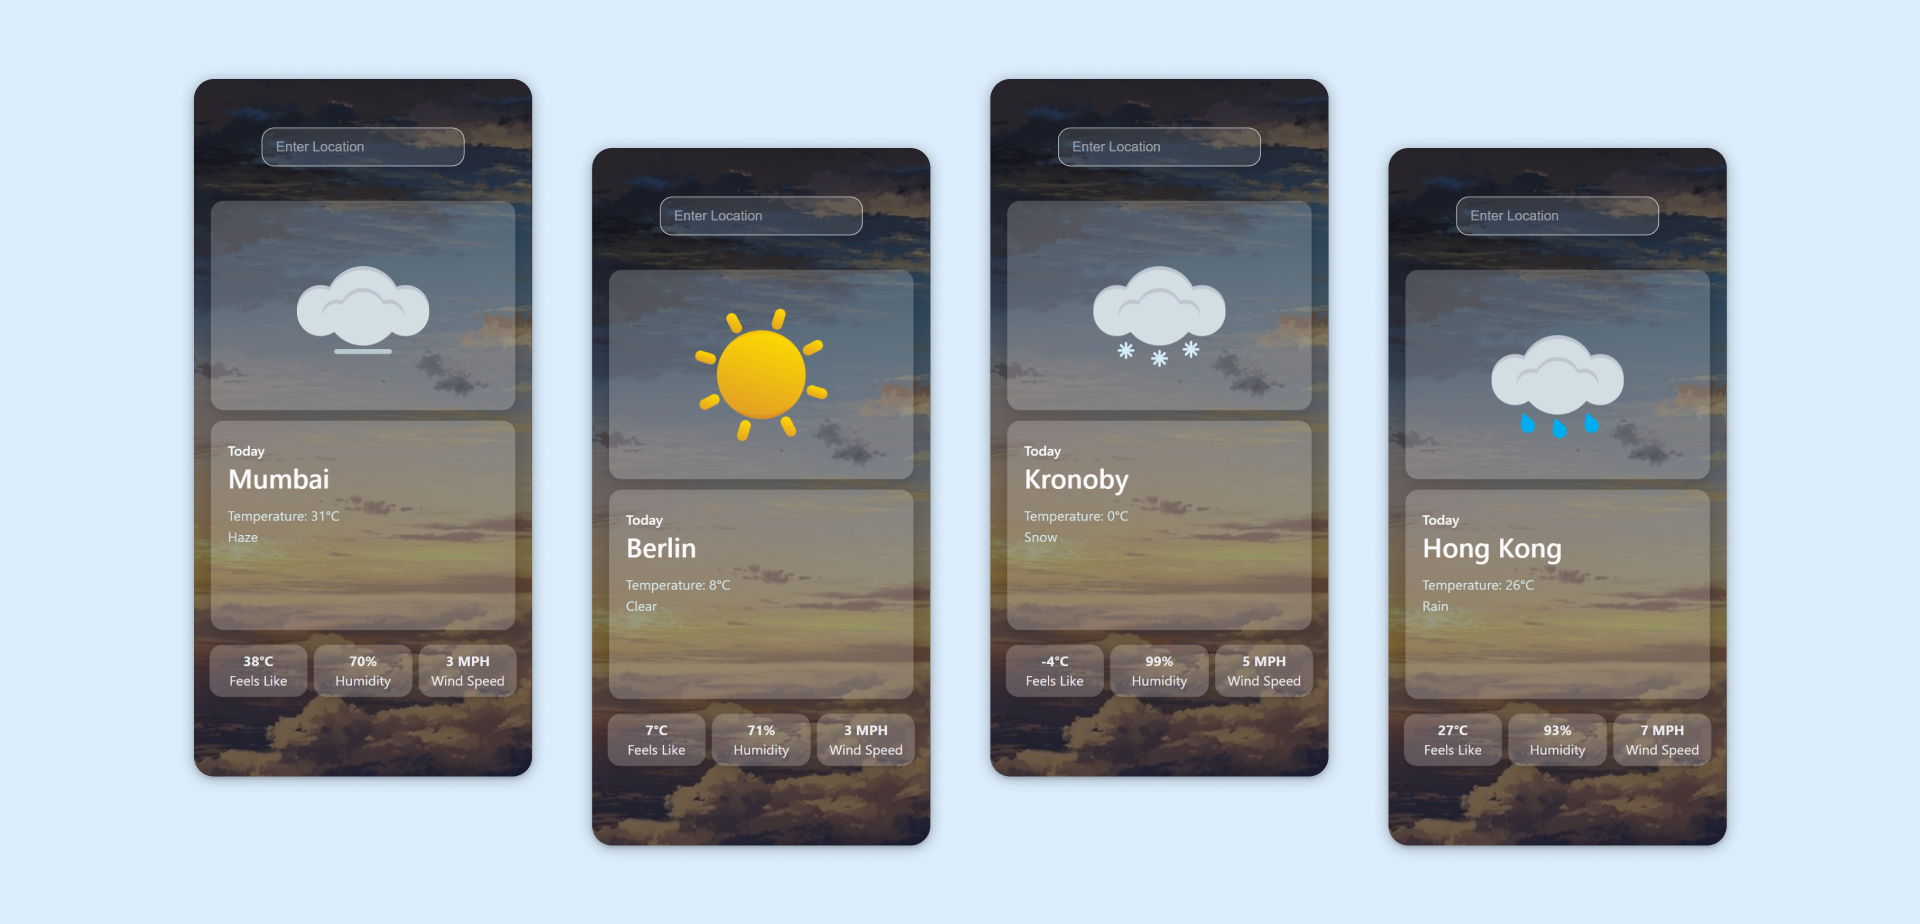 Enter Location
Today
Mumbai
Temperature: 31°C
Haze
38°C
Feels Like
70%
Humidity
3 MPH
Wind Speed
Enter Location
Today
Berlin
Temperature: 8°C
Clear
7°C
Feels Like
71%
Humidity
3 MPH
Wind Speed
Enter Location
Today
Kronoby
Temperature: 0°C
Snow
-4°C
Feels Like
99%
Humidity
5 MPH
Wind Speed
Enter Location
Today
Hong Kong
Temperature: 26°C
Rain
27°C
Feels Like
93%
Humidity
7 MPH
Wind Speed